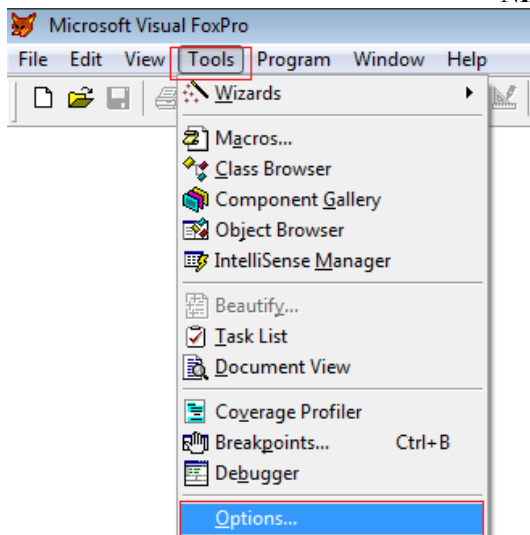 Microsoft Visual FoxPro
File Edit View Tools Program Window Help
Wizards
Macros...
Class Browser
Component Gallery
Object Browser
IntelliSense Manager
Beautify...
Task List
Document View
Coverage Profiler
Breakpoints... Ctrl+B
Debugger
Options...